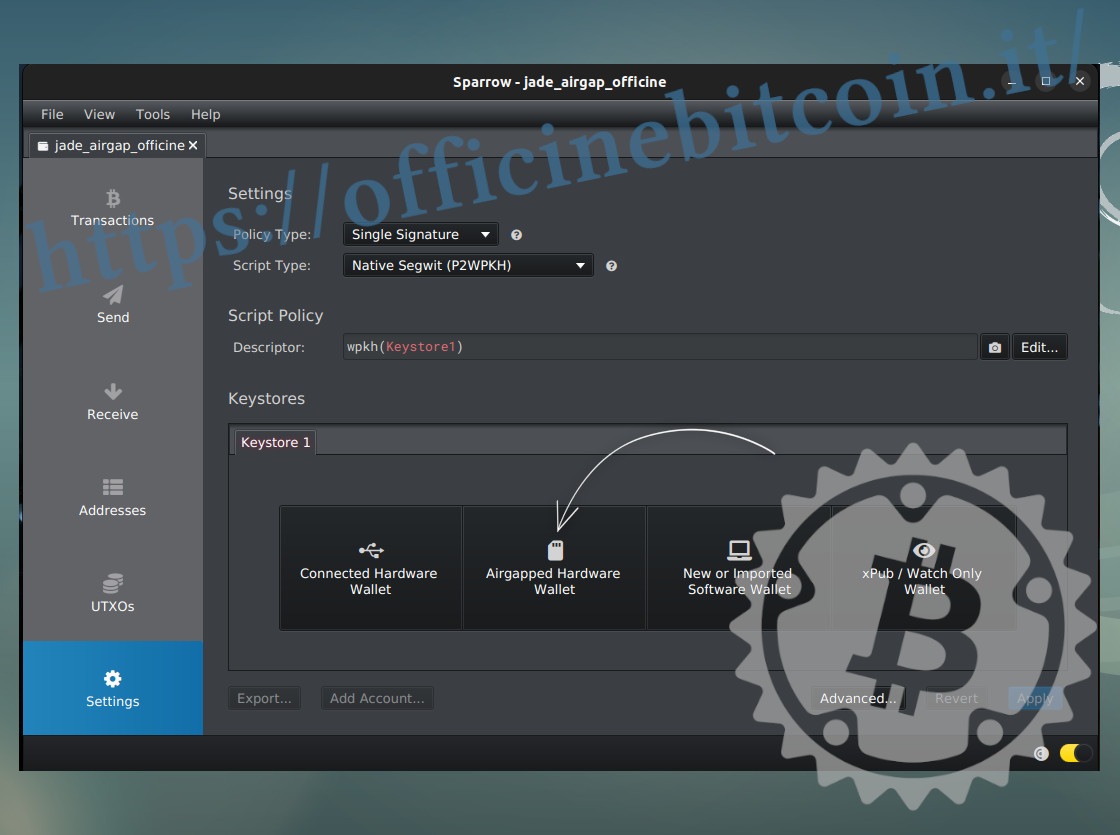 Sparrow - jade_airgap_officine
File View Tools Help
jade_airgap_officine
https://officinebitcoin.it/
Transactions
Send
Receive
Addresses
UTXOs
Settings
Settings
Policy Type: Single Signature
Script Type: Native Segwit (P2WPKH)
Script Policy
Descriptor: wpkh(Keystore1) Edit...
Keystores
Keystore 1
Connected Hardware
Wallet
Airgapped Hardware
Wallet
New or Imported
Software Wallet
xPub / Watch Only
Wallet
Export... Add Account... Advanced... Revert Apply